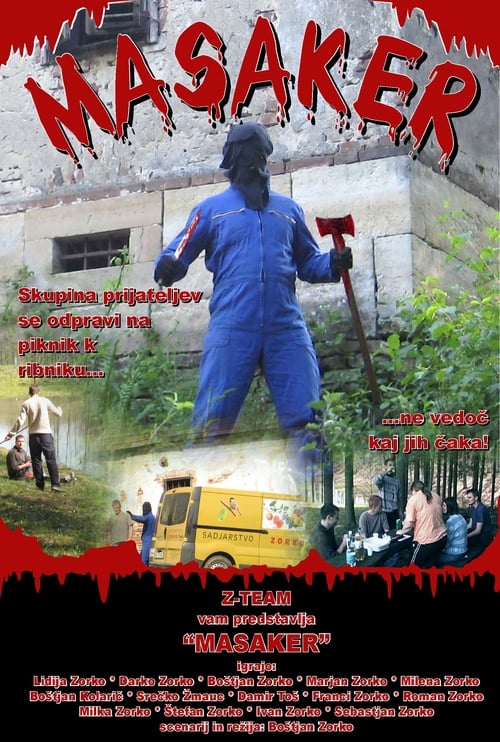 MASAKER
Skupina prijateljev
se odpravi na
piknik k
ribniku...
...ne vedoč
kaj jih čaka!
SADJARSTVO
ZORKO
Z-TEAM
vam predstavlja
“MASAKER”
igrajo:
Lidija Zorko * Darko Zorko * Boštjan Zorko * Marjan Zorko * Milena Zorko
Boštjan Kolarič * Srečko Žmauc * Damir Toš * Franci Zorko * Roman Zorko
Milka Zorko * Štefan Zorko * Ivan Zorko * Sebastjan Zorko
scenarij in režija: Boštjan Zorko